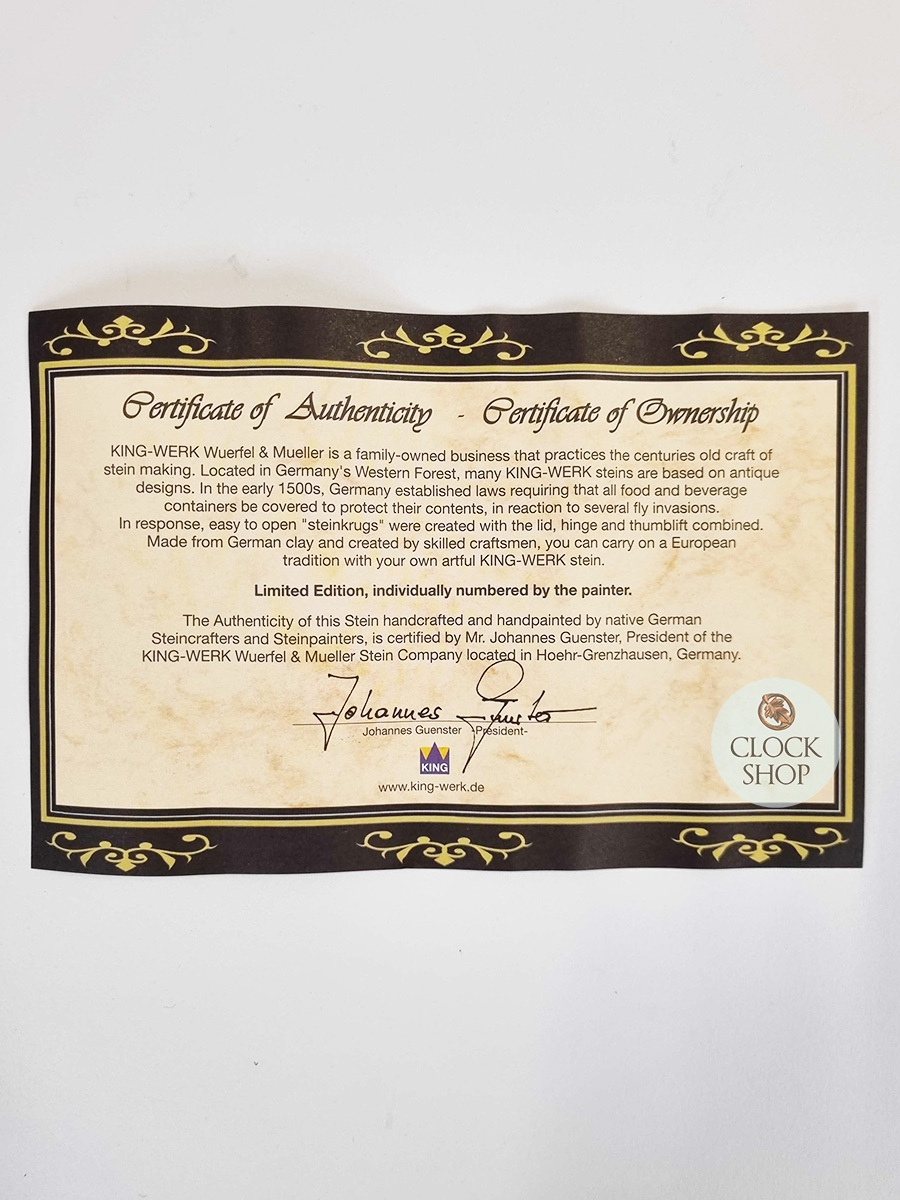 Certificate of Authenticity - Certificate of Ownership
KING-WERK Wuerfel & Mueller is a family-owned business that practices the centuries old craft of
stein making. Located in Germany's Western Forest, many KING-WERK steins are based on antique
designs. In the early 1500s, Germany established laws requiring that all food and beverage
containers be covered to protect their contents, in reaction to several fly invasions.
In response, easy to open "steinkrugs" were created with the lid, hinge and thumblift combined.
Made from German clay and created by skilled craftsmen, you can carry on a European
tradition with your own artful KING-WERK stein.
Limited Edition, individually numbered by the painter.
The Authenticity of this Stein handcrafted and handpainted by native German
Steincrafters and Steinpainters, is certified by Mr. Johannes Guenster, President of the
KING-WERK Wuerfel & Mueller Stein Company located in Hoehr-Grenzhausen, Germany.
Johannes Guenster
Johannes Guenster -President-
KING
www.king-werk.de
CLOCK
SHOP